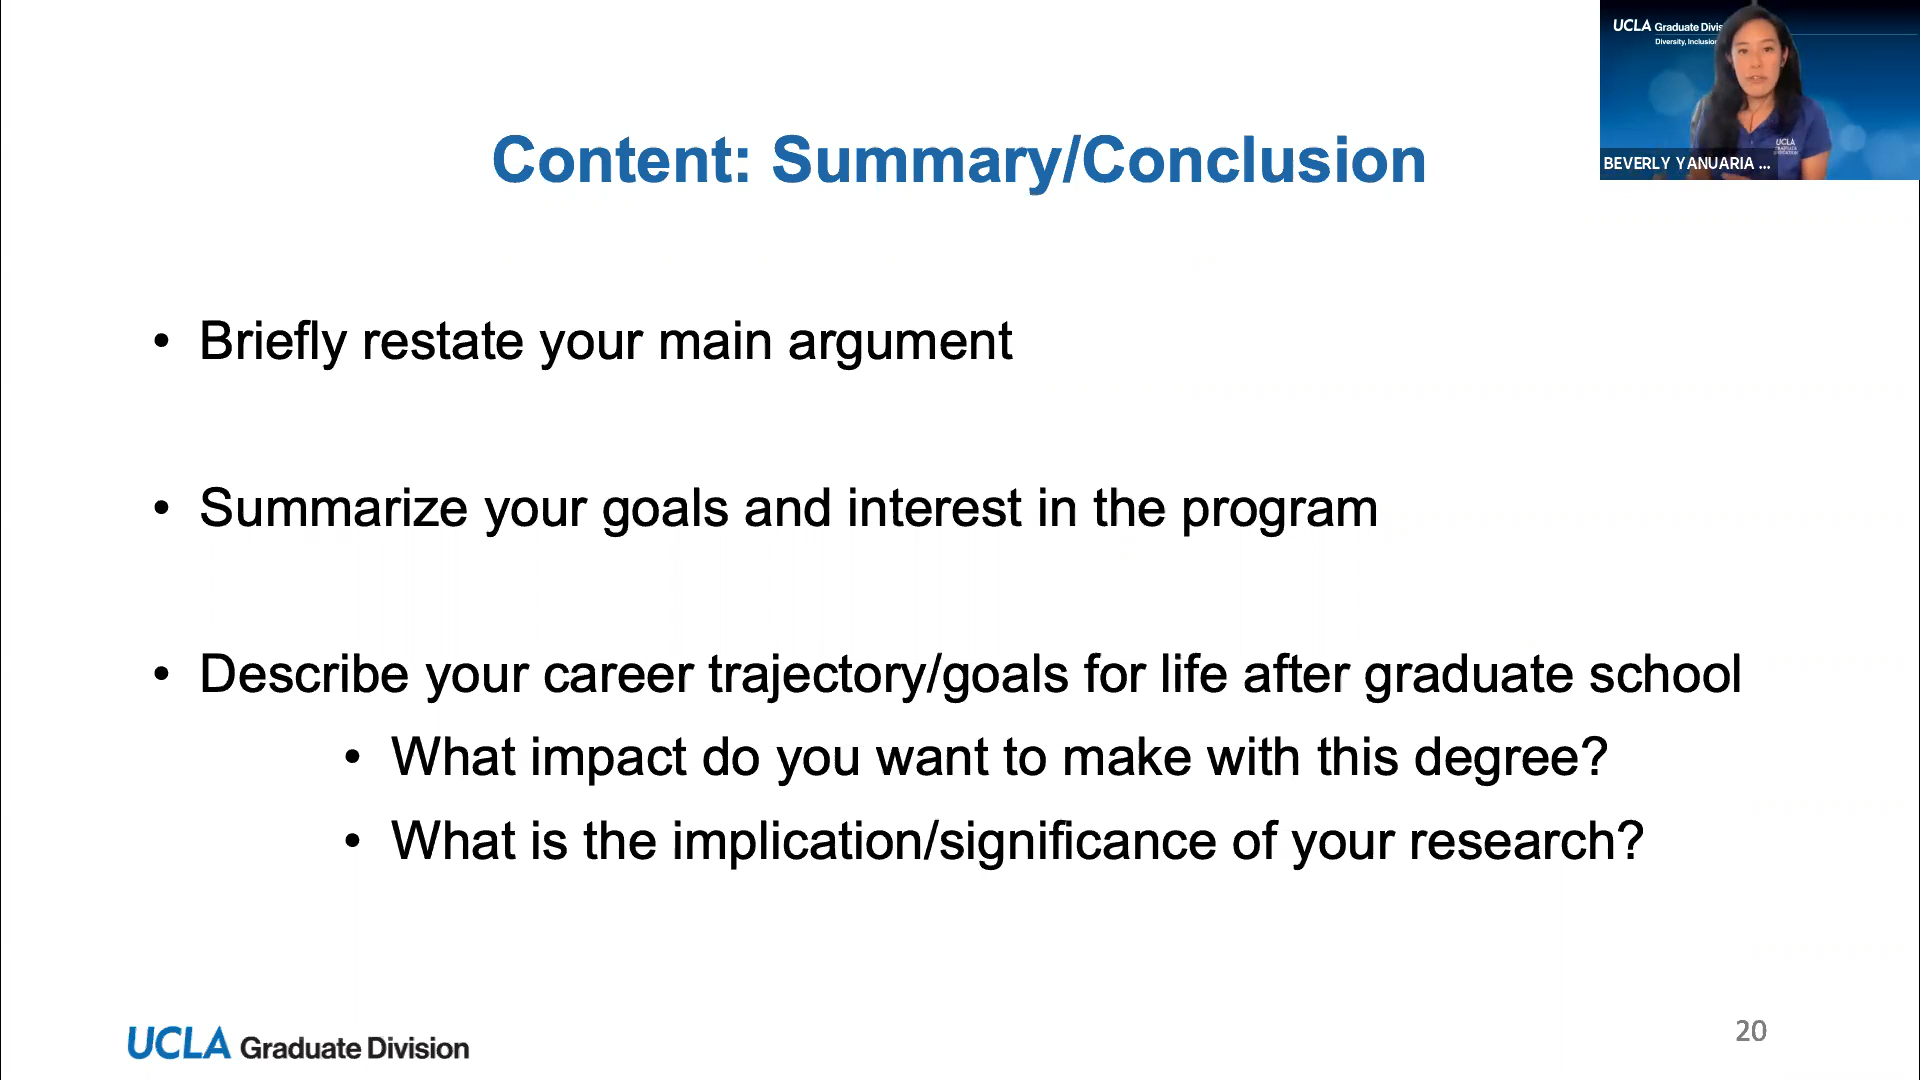 UCLA Graduate Divis
Diversity, Inclusion
BEVERLY YANUARIA ...
UCLA
Content: Summary/Conclusion
• Briefly restate your main argument
• Summarize your goals and interest in the program
• Describe your career trajectory/goals for life after graduate school
• What impact do you want to make with this degree?
• What is the implication/significance of your research?
UCLA Graduate Division
20